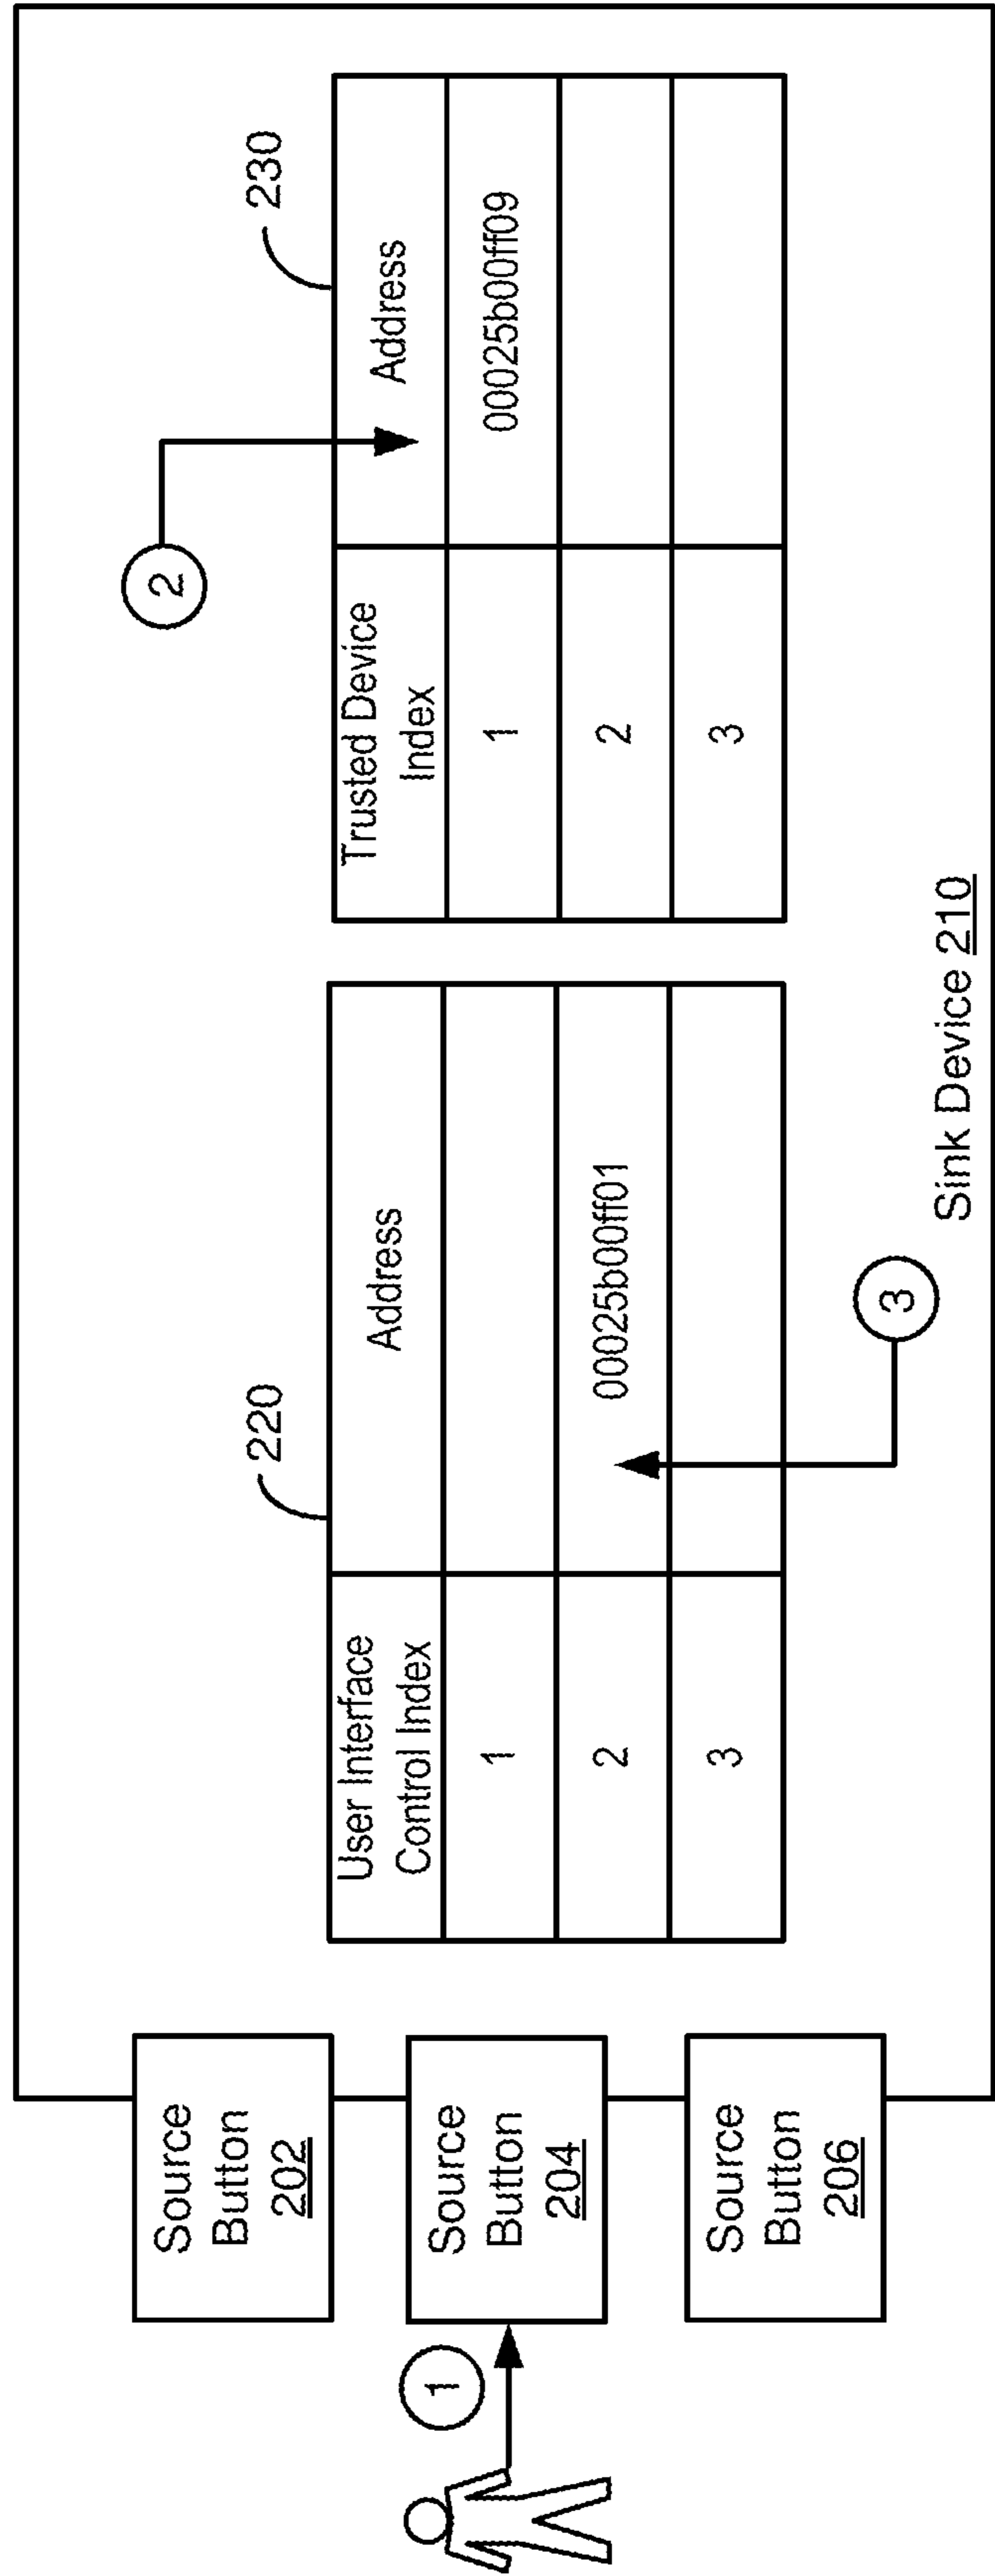 1
Source
Button
202
Source
Button
204
Source
Button
206
220
User Interface
Control Index
Address
1
2
00025b00ff01
3
3
2
230
Trusted Device
Index
Address
1
00025b00ff09
2
3
Sink Device 210